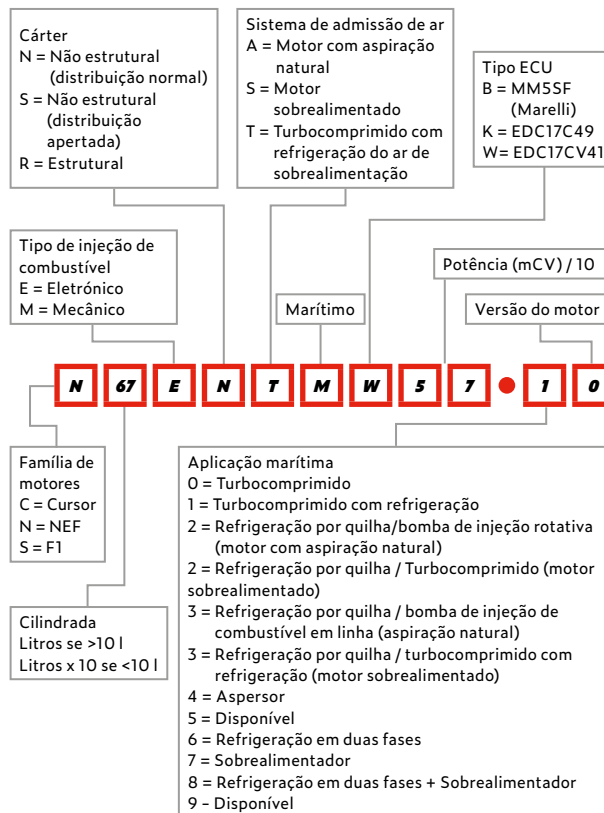 Cárter
N = Não estrutural
(distribuição normal)
S = Não estrutural
(distribuição
apertada)
R = Estrutural
Sistema de admissão de ar
A = Motor com aspiração
natural
S = Motor
sobrealimentado
T = Turbocomprimido com
refrigeração do ar de
sobrealimentação
Tipo ECU
B = MM5SF
(Marelli)
K = EDC17C49
W= EDC17CV41
Tipo de injeção de
combustível
E = Eletrónico
M = Mecânico
Marítimo
Potência (mCV) / 10
Versão do motor
N 67 E N T M W 5 7 • 1 0
Família de
motores
C = Cursor
N = NEF
S = F1
Cilindrada
Litros se >10 l
Litros x 10 se <10 l
Aplicação marítima
0 = Turbocomprimido
1 = Turbocomprimido com refrigeração
2 = Refrigeração por quilha/bomba de injeção rotativa
(motor com aspiração natural)
2 = Refrigeração por quilha / Turbocomprimido (motor
sobrealimentado)
3 = Refrigeração por quilha / bomba de injeção de
combustível em linha (aspiração natural)
3 = Refrigeração por quilha / turbocomprimido com
refrigeração (motor sobrealimentado)
4 = Aspersor
5 = Disponível
6 = Refrigeração em duas fases
7 = Sobrealimentador
8 = Refrigeração em duas fases + Sobrealimentador
9 - Disponível